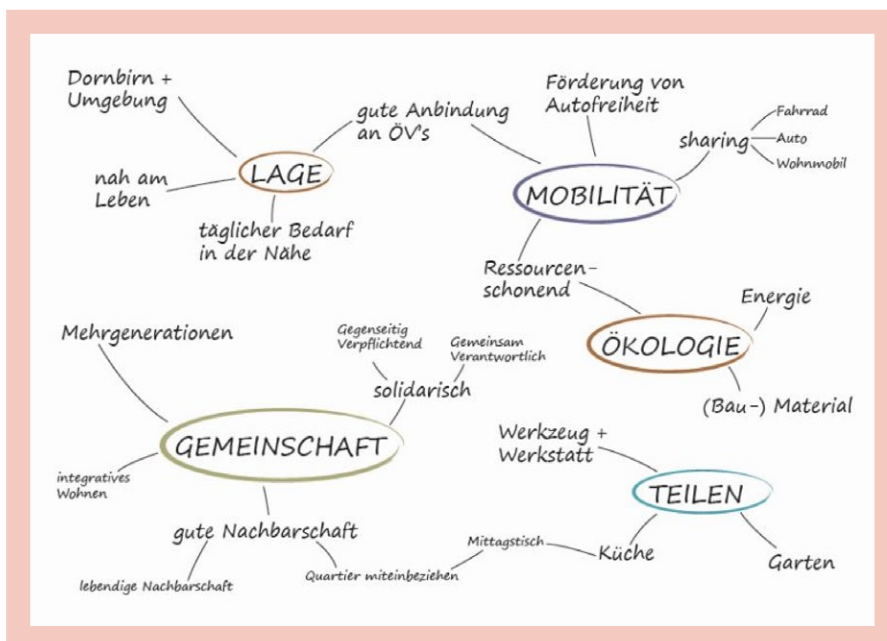 Dornbirn +
Umgebung
gute Anbindung
an ÖV's
LAGE
nah am
Leben
täglicher Bedarf
in der Nähe
Förderung von
Autofreiheit
sharing
Fahrrad
Auto
Wohnmobil
MOBILITÄT
Ressourcen-
schonend
ÖKOLOGIE
Energie
(Bau-) Material
Mehrgenerationen
Gegenseitig
Verpflichtend
Gemeinsam
Verantwortlich
solidarisch
GEMEINSCHAFT
integratives
Wohnen
gute Nachbarschaft
lebendige Nachbarschaft
Quartier miteinbeziehen
Mittagstisch
Werkzeug +
Werkstatt
TEILEN
Küche
Garten